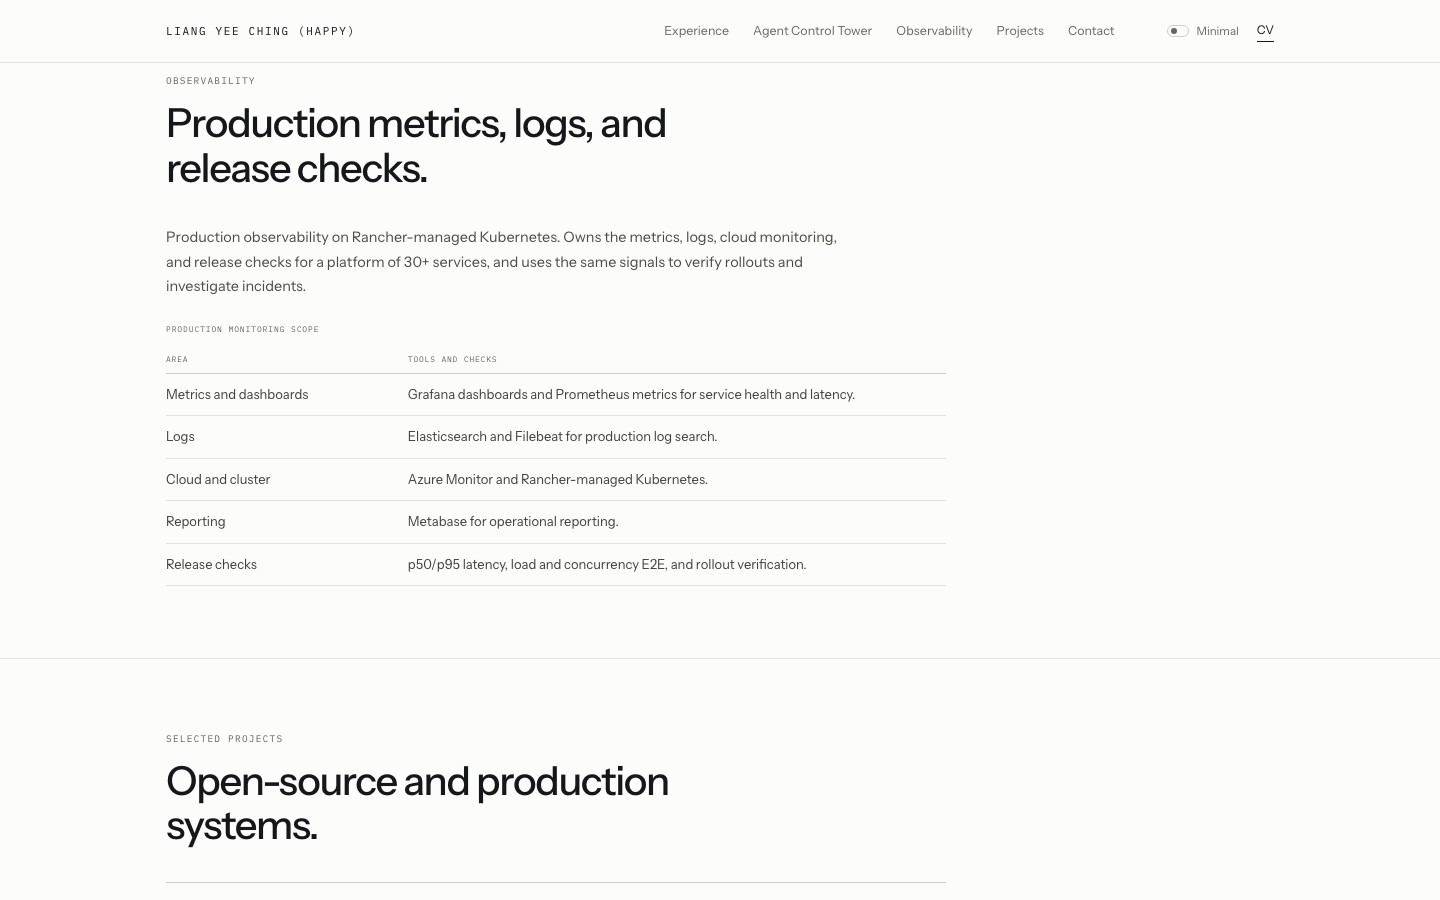 LIANG YEE CHING (HAPPY)
Experience
Agent Control Tower
Observability
Projects
Contact
Minimal
CV
OBSERVABILITY
Production metrics, logs, and
release checks.
Production observability on Rancher-managed Kubernetes. Owns the metrics, logs, cloud monitoring,
and release checks for a platform of 30+ services, and uses the same signals to verify rollouts and
investigate incidents.
PRODUCTION MONITORING SCOPE
AREA TOOLS AND CHECKS
Metrics and dashboards Grafana dashboards and Prometheus metrics for service health and latency.
Logs Elasticsearch and Filebeat for production log search.
Cloud and cluster Azure Monitor and Rancher-managed Kubernetes.
Reporting Metabase for operational reporting.
Release checks p50/p95 latency, load and concurrency E2E, and rollout verification.
SELECTED PROJECTS
Open-source and production
systems.